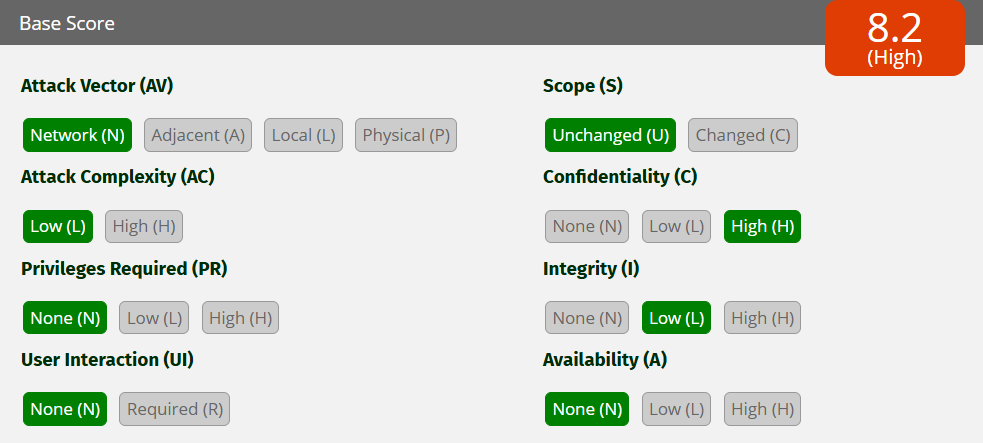 Base Score
8.2
(High)
Attack Vector (AV)
Network (N) Adjacent (A) Local (L) Physical (P)
Attack Complexity (AC)
Low (L) High (H)
Privileges Required (PR)
None (N) Low (L) High (H)
User Interaction (UI)
None (N) Required (R)
Scope (S)
Unchanged (U) Changed (C)
Confidentiality (C)
None (N) Low (L) High (H)
Integrity (I)
None (N) Low (L) High (H)
Availability (A)
None (N) Low (L) High (H)